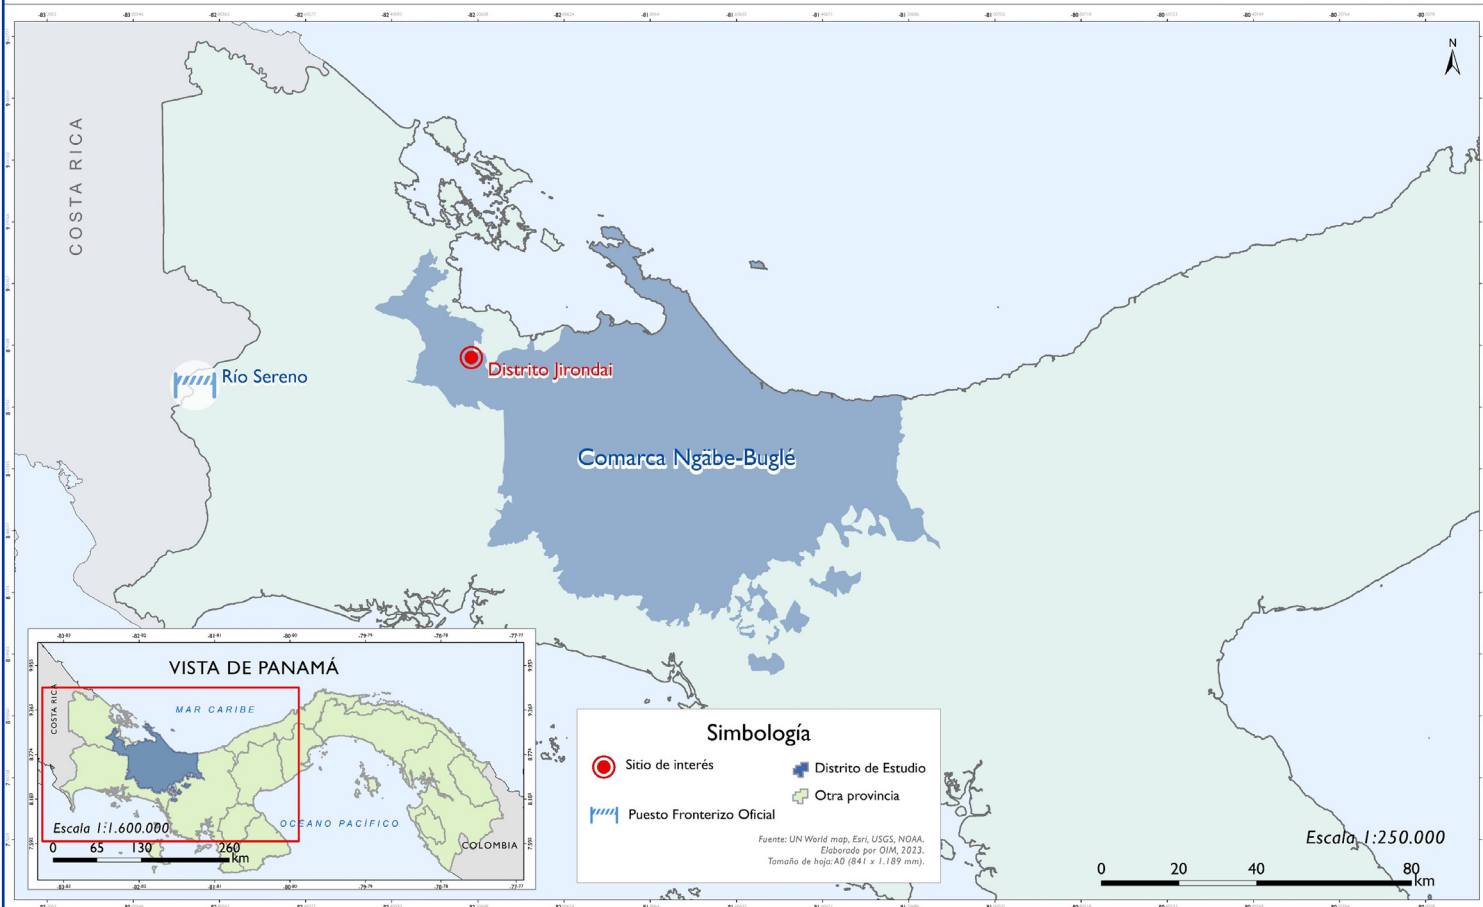 N
COSTA RICA
Río Sereno
Distrito Jirondai
Comarca Ngäbe-Buglé
VISTA DE PANAMÁ
MAR CARIBE
COSTA RICA
OCÉANO PACÍFICO
COLOMBIA
Escala 1:1.600.000
0 65 130 260
km
Simbología
Sitio de interés
Distrito de Estudio
Otra provincia
Puesto Fronterizo Oficial
Fuente: UN World map, Esri, USGS, NOAA.
Elaborado por OIM, 2023.
Tamaño de hoja: A0 (841 x 1.189 mm).
Escala 1:250.000
0 20 40 80
km